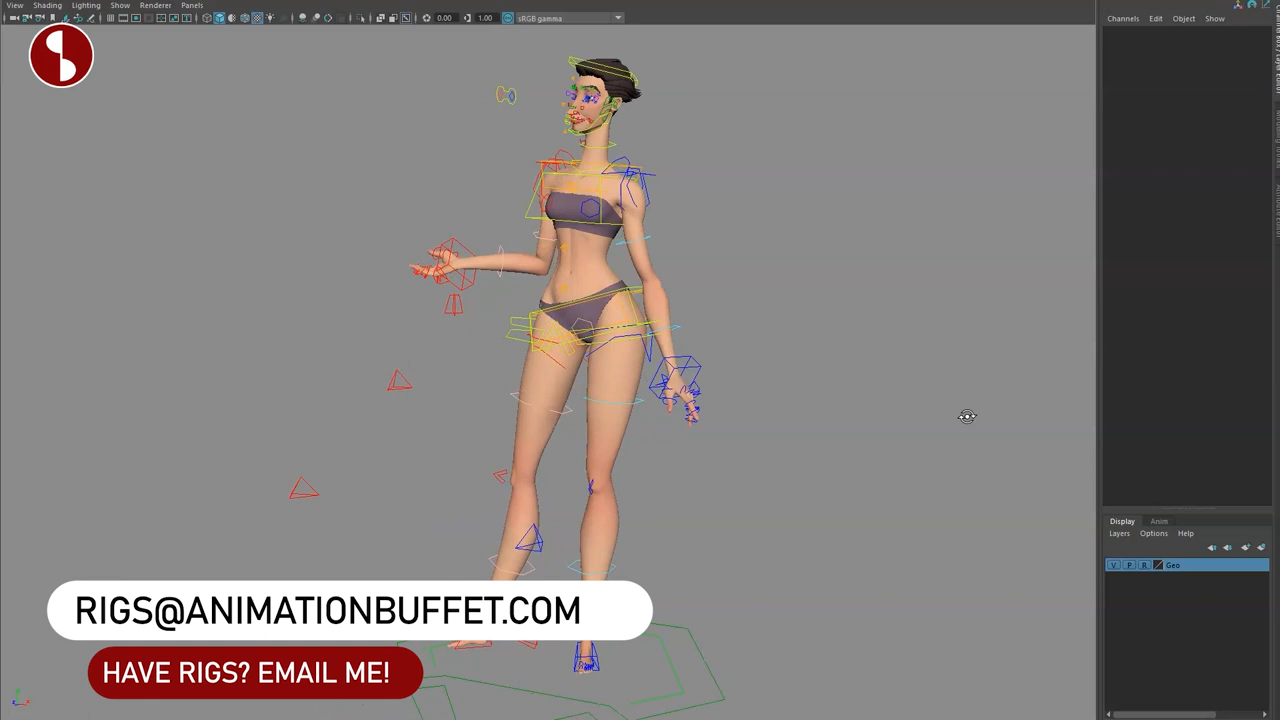 View Shading Lighting Show Renderer Panels
0.00 1.00 sRGB gamma
Channels Edit Object Show
Display Anim
Layers Options Help
V P R Geo
RIGS@ANIMATIONBUFFET.COM
HAVE RIGS? EMAIL ME!